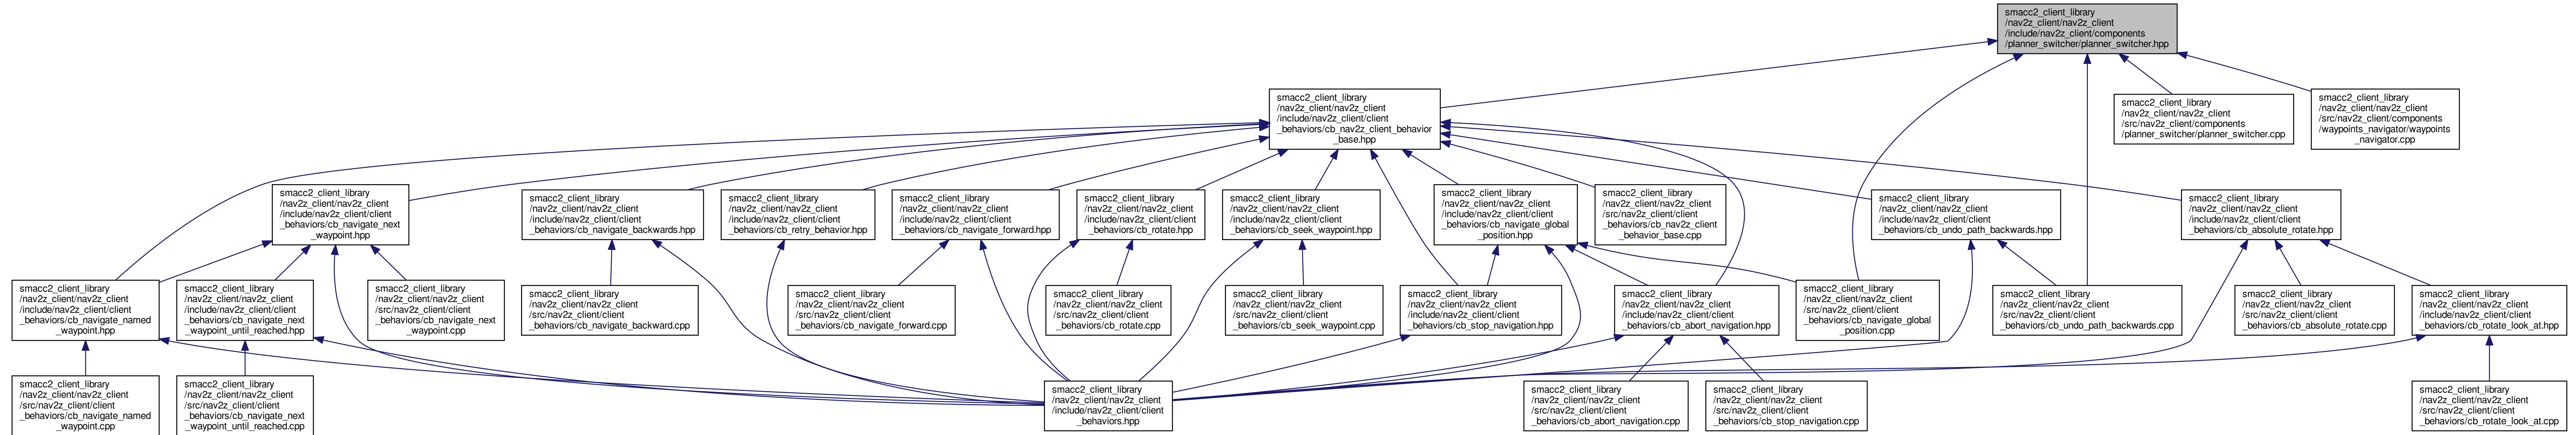 smacc2_client_library
/nav2z_client/nav2z_client
/include/nav2z_client/components
/planner_switcher/planner_switcher.hpp
smacc2_client_library
/nav2z_client/nav2z_client
/include/nav2z_client/client
_behaviors/cb_nav2z_client_behavior
_base.hpp
smacc2_client_library
/nav2z_client/nav2z_client
/src/nav2z_client/components
/planner_switcher/planner_switcher.cpp
smacc2_client_library
/nav2z_client/nav2z_client
/src/nav2z_client/components
/waypoints_navigator/waypoints
_navigator.cpp
smacc2_client_library
/nav2z_client/nav2z_client
/include/nav2z_client/client
_behaviors/cb_navigate_next
_waypoint.hpp
smacc2_client_library
/nav2z_client/nav2z_client
/include/nav2z_client/client
_behaviors/cb_navigate_backwards.hpp
smacc2_client_library
/nav2z_client/nav2z_client
/include/nav2z_client/client
_behaviors/cb_retry_behavior.hpp
smacc2_client_library
/nav2z_client/nav2z_client
/include/nav2z_client/client
_behaviors/cb_navigate_forward.hpp
smacc2_client_library
/nav2z_client/nav2z_client
/include/nav2z_client/client
_behaviors/cb_rotate.hpp
smacc2_client_library
/nav2z_client/nav2z_client
/include/nav2z_client/client
_behaviors/cb_seek_waypoint.hpp
smacc2_client_library
/nav2z_client/nav2z_client
/include/nav2z_client/client
_behaviors/cb_navigate_global
_position.hpp
smacc2_client_library
/nav2z_client/nav2z_client
/src/nav2z_client/client
_behaviors/cb_nav2z_client
_behavior_base.cpp
smacc2_client_library
/nav2z_client/nav2z_client
/include/nav2z_client/client
_behaviors/cb_undo_path_backwards.hpp
smacc2_client_library
/nav2z_client/nav2z_client
/include/nav2z_client/client
_behaviors/cb_absolute_rotate.hpp
smacc2_client_library
/nav2z_client/nav2z_client
/include/nav2z_client/client
_behaviors/cb_navigate_named
_waypoint.hpp
smacc2_client_library
/nav2z_client/nav2z_client
/include/nav2z_client/client
_behaviors/cb_navigate_next
_waypoint_until_reached.hpp
smacc2_client_library
/nav2z_client/nav2z_client
/src/nav2z_client/client
_behaviors/cb_navigate_next
_waypoint.cpp
smacc2_client_library
/nav2z_client/nav2z_client
/src/nav2z_client/client
_behaviors/cb_navigate_backward.cpp
smacc2_client_library
/nav2z_client/nav2z_client
/src/nav2z_client/client
_behaviors/cb_navigate_forward.cpp
smacc2_client_library
/nav2z_client/nav2z_client
/src/nav2z_client/client
_behaviors/cb_rotate.cpp
smacc2_client_library
/nav2z_client/nav2z_client
/src/nav2z_client/client
_behaviors/cb_seek_waypoint.cpp
smacc2_client_library
/nav2z_client/nav2z_client
/include/nav2z_client/client
_behaviors/cb_stop_navigation.hpp
smacc2_client_library
/nav2z_client/nav2z_client
/include/nav2z_client/client
_behaviors/cb_abort_navigation.hpp
smacc2_client_library
/nav2z_client/nav2z_client
/src/nav2z_client/client
_behaviors/cb_navigate_global
_position.cpp
smacc2_client_library
/nav2z_client/nav2z_client
/src/nav2z_client/client
_behaviors/cb_undo_path_backwards.cpp
smacc2_client_library
/nav2z_client/nav2z_client
/src/nav2z_client/client
_behaviors/cb_absolute_rotate.cpp
smacc2_client_library
/nav2z_client/nav2z_client
/include/nav2z_client/client
_behaviors/cb_rotate_look_at.hpp
smacc2_client_library
/nav2z_client/nav2z_client
/src/nav2z_client/client
_behaviors/cb_navigate_named
_waypoint.cpp
smacc2_client_library
/nav2z_client/nav2z_client
/src/nav2z_client/client
_behaviors/cb_navigate_next
_waypoint_until_reached.cpp
smacc2_client_library
/nav2z_client/nav2z_client
/include/nav2z_client/client
_behaviors.hpp
smacc2_client_library
/nav2z_client/nav2z_client
/src/nav2z_client/client
_behaviors/cb_abort_navigation.cpp
smacc2_client_library
/nav2z_client/nav2z_client
/src/nav2z_client/client
_behaviors/cb_stop_navigation.cpp
smacc2_client_library
/nav2z_client/nav2z_client
/src/nav2z_client/client
_behaviors/cb_rotate_look_at.cpp